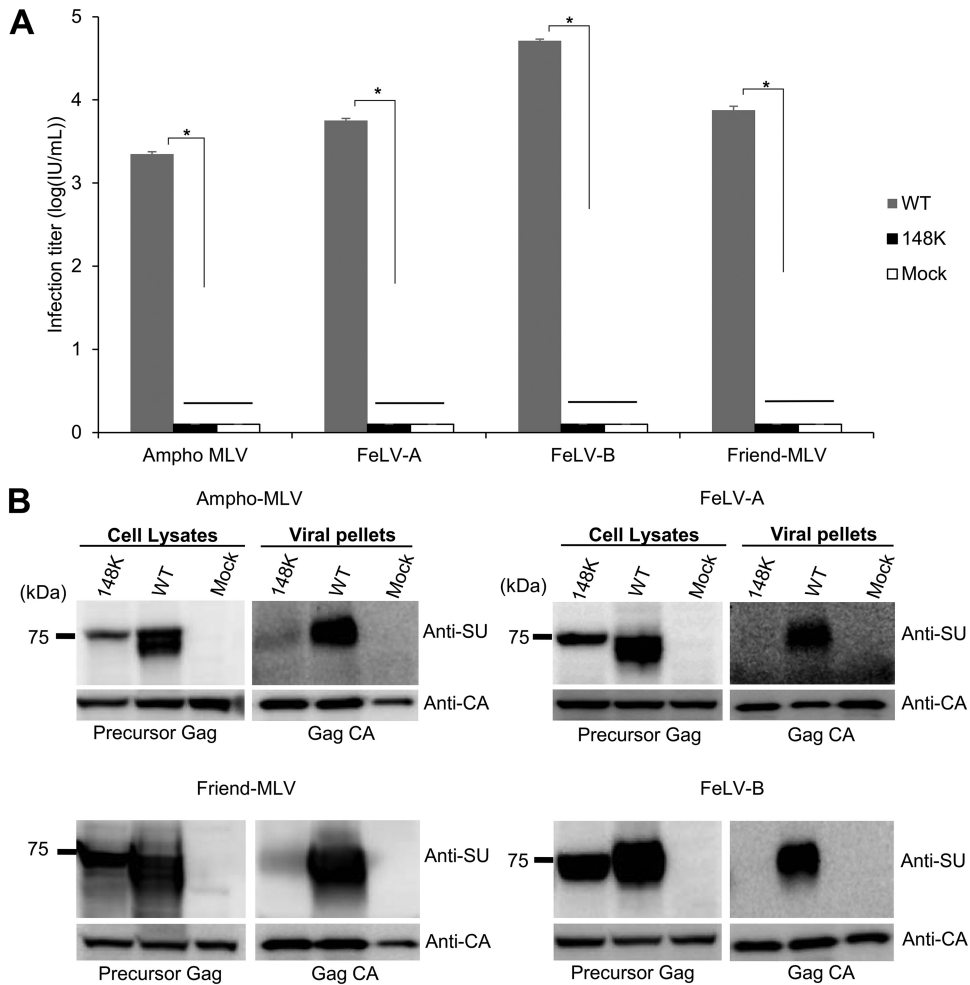 A
Infection titer (log(IU/mL))
5
4
3
2
1
0
*
*
*
*
WT
148K
Mock
Ampho MLV FeLV-A FeLV-B Friend-MLV
B
Ampho-MLV
Cell Lysates Viral pellets
(kDa) 148K WT Mock 148K WT Mock
75 Anti-SU
Anti-CA
Precursor Gag Gag CA
FeLV-A
Cell Lysates Viral pellets
(kDa) 148K WT Mock 148K WT Mock
75 Anti-SU
Anti-CA
Precursor Gag Gag CA
Friend-MLV
75 Anti-SU
Anti-CA
Precursor Gag Gag CA
FeLV-B
75 Anti-SU
Anti-CA
Precursor Gag Gag CA